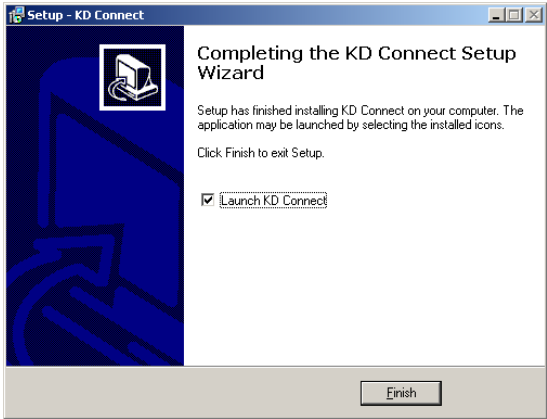 Setup - KD Connect
Completing the KD Connect Setup
Wizard
Setup has finished installing KD Connect on your computer. The
application may be launched by selecting the installed icons.
Click Finish to exit Setup.
Launch KD Connect
Finish